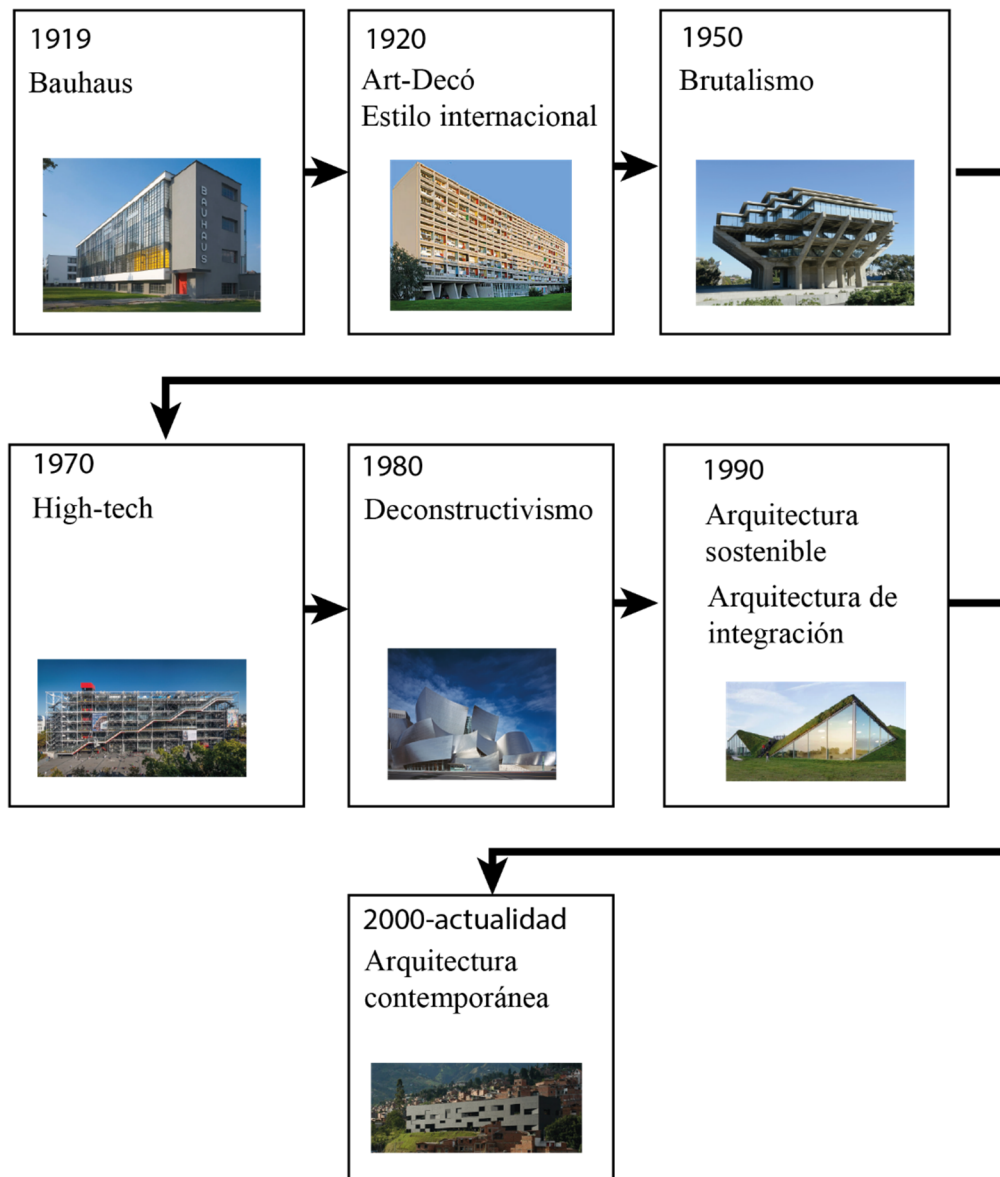 1919
Bauhaus
BAUHAUS
1920
Art-Decó
Estilo internacional
1950
Brutalismo
1970
High-tech
1980
Deconstructivismo
1990
Arquitectura
sostenible
Arquitectura de
integración
2000-actualidad
Arquitectura
contemporánea